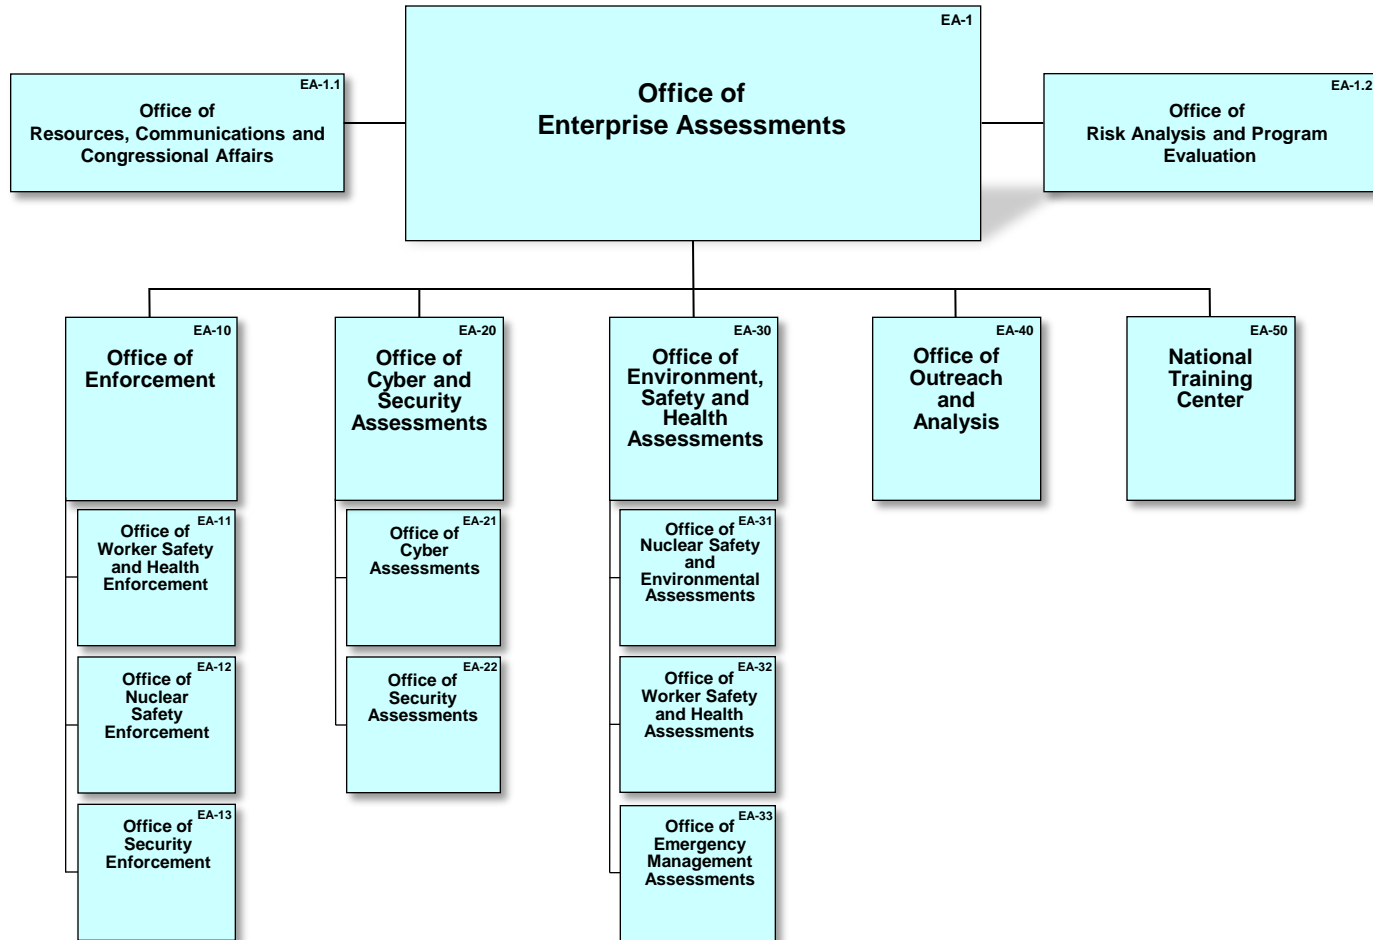 EA-1
Office of
Enterprise Assessments
EA-1.1
Office of
Resources, Communications and
Congressional Affairs
EA-1.2
Office of
Risk Analysis and Program
Evaluation
EA-10
Office of
Enforcement
EA-20
Office of
Cyber and
Security
Assessments
EA-30
Office of
Environment,
Safety and
Health
Assessments
EA-40
Office of
Outreach
and
Analysis
EA-50
National
Training
Center
EA-11
Office of
Worker Safety
and Health
Enforcement
EA-21
Office of
Cyber
Assessments
EA-31
Office of
Nuclear Safety
and
Environmental
Assessments
EA-12
Office of
Nuclear
Safety
Enforcement
EA-22
Office of
Security
Assessments
EA-32
Office of
Worker Safety
and Health
Assessments
EA-13
Office of
Security
Enforcement
EA-33
Office of
Emergency
Management
Assessments